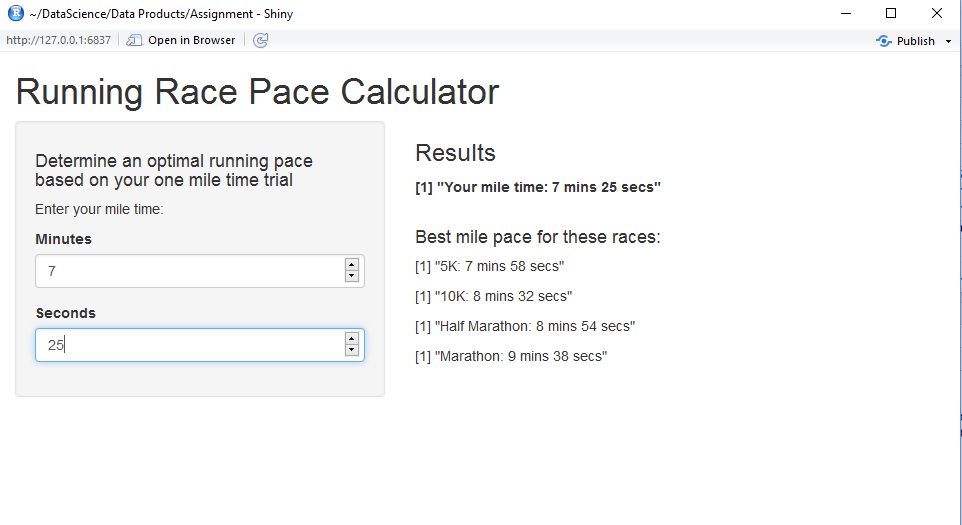 ~/DataScience/Data Products/Assignment - Shiny
http://127.0.0.1:6837 Open in Browser Publish
Running Race Pace Calculator
Determine an optimal running pace
based on your one mile time trial
Enter your mile time:
Minutes
7
Seconds
25
Results
[1] "Your mile time: 7 mins 25 secs"
Best mile pace for these races:
[1] "5K: 7 mins 58 secs"
[1] "10K: 8 mins 32 secs"
[1] "Half Marathon: 8 mins 54 secs"
[1] "Marathon: 9 mins 38 secs"